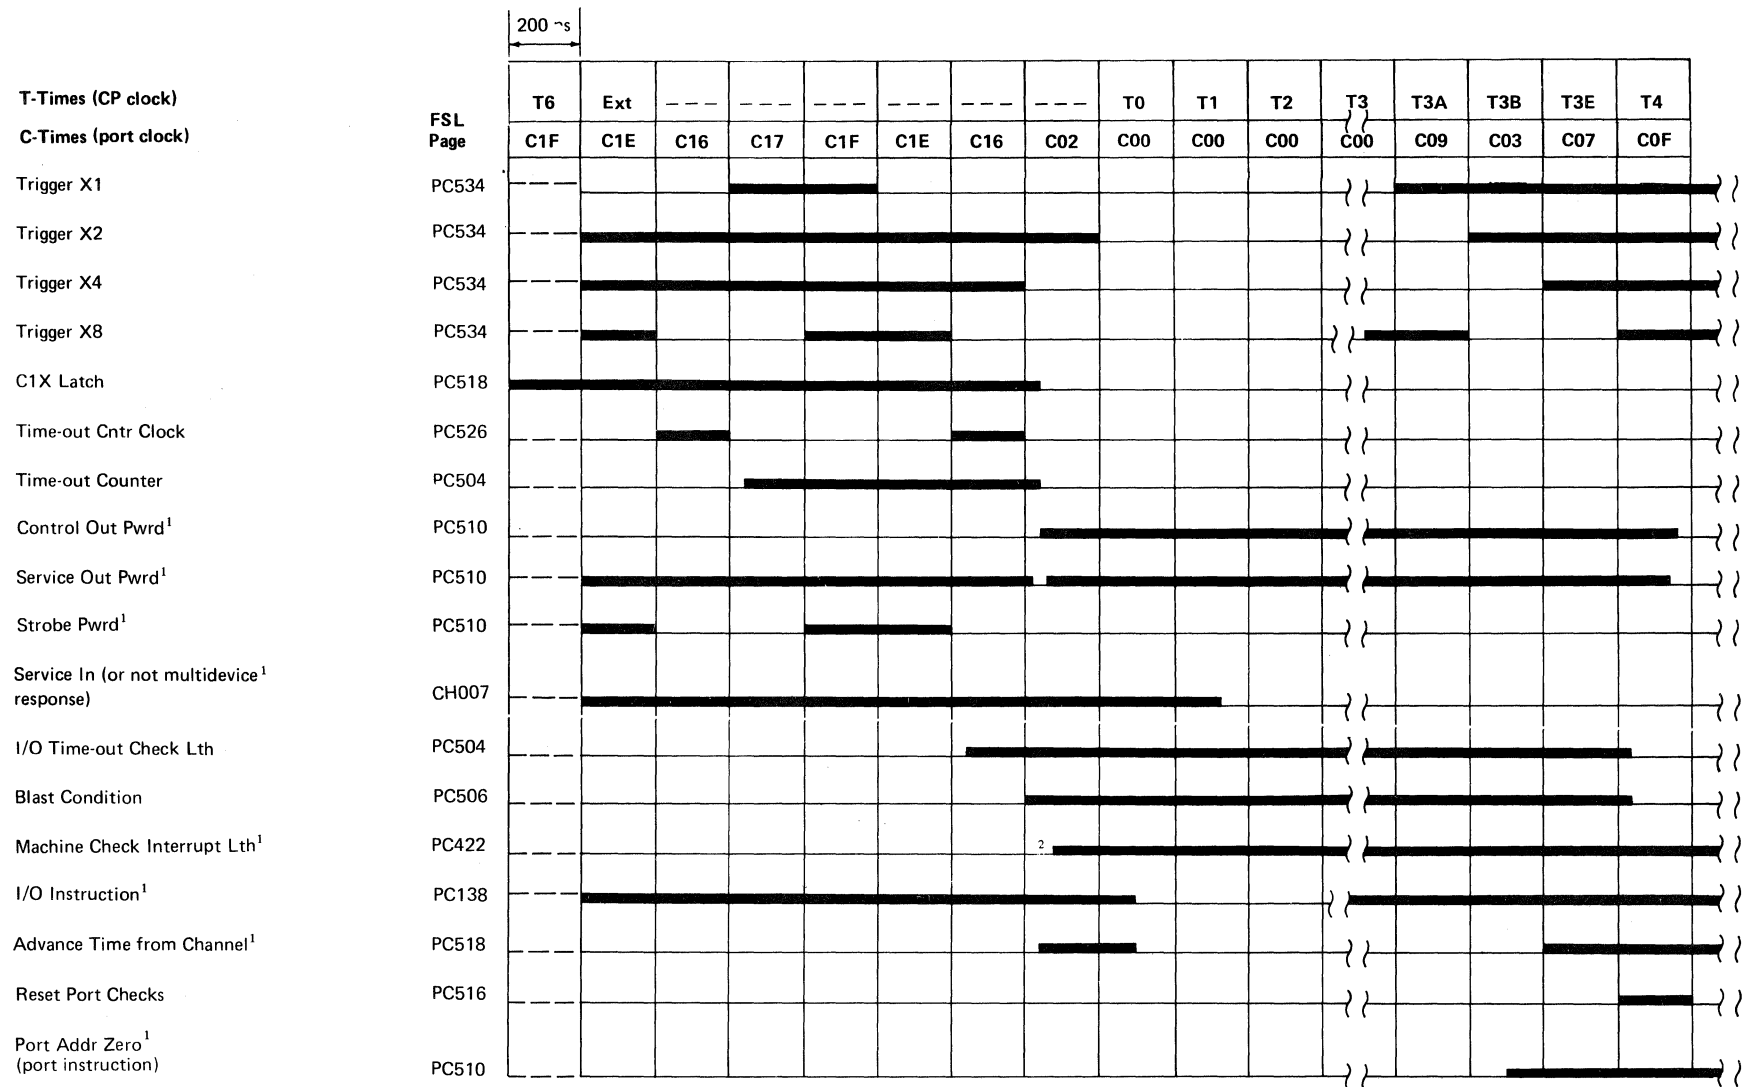 200 ns
T-Times (CP clock) T6 Ext --- --- --- --- --- --- T0 T1 T2 T3 T3A T3B T3E T4
FSL
C-Times (port clock) Page C1F C1E C16 C17 C1F C1E C16 C02 C00 C00 C00 C00 C09 C03 C07 C0F
Trigger X1 PC534
Trigger X2 PC534
Trigger X4 PC534
Trigger X8 PC534
C1X Latch PC518
Time-out Cntr Clock PC526
Time-out Counter PC504
Control Out Pwrd¹ PC510
Service Out Pwrd¹ PC510
Strobe Pwrd¹ PC510
Service In (or not multidevice¹
response) CH007
I/O Time-out Check Lth PC504
Blast Condition PC506
Machine Check Interrupt Lth¹ PC422 2
I/O Instruction¹ PC138
Advance Time from Channel¹ PC518
Reset Port Checks PC516
Port Addr Zero¹
(port instruction) PC510